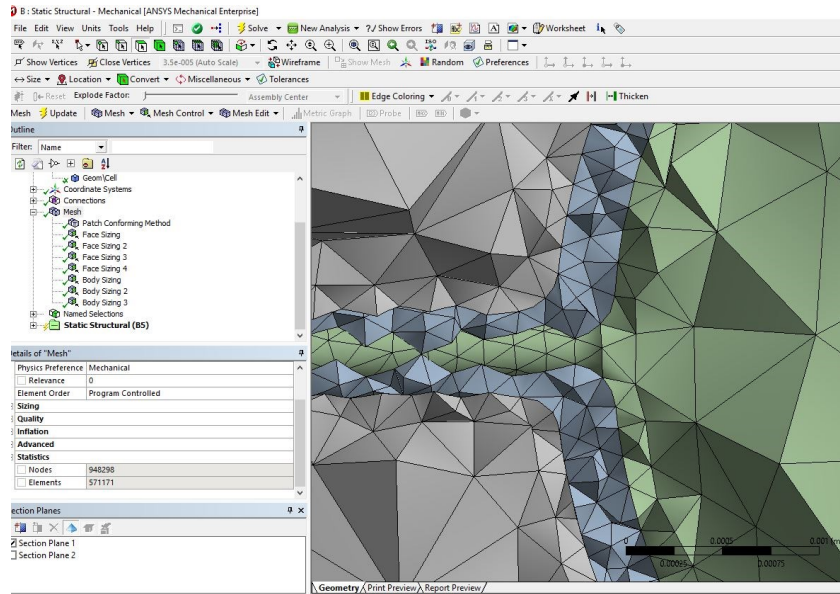 B : Static Structural - Mechanical [ANSYS Mechanical Enterprise]
File Edit View Units Tools Help Solve New Analysis ?/ Show Errors Worksheet
Show Vertices Close Vertices 3.5e-005 (Auto Scale) Wireframe Show Mesh Random Preferences
Size Location Convert Miscellaneous Tolerances
Reset Explode Factor: Assembly Center Edge Coloring Thicken
Mesh Update Mesh Mesh Control Mesh Edit Metric Graph Probe
Outline
Filter: Name
Geom\Cell
Coordinate Systems
Connections
Mesh
Patch Conforming Method
Face Sizing
Face Sizing 2
Face Sizing 3
Face Sizing 4
Body Sizing
Body Sizing 2
Body Sizing 3
Named Selections
Static Structural (B5)
Details of "Mesh"
Physics Preference Mechanical
Relevance 0
Element Order Program Controlled
Sizing
Quality
Inflation
Advanced
Statistics
Nodes 948298
Elements 571171
ection Planes
Section Plane 1
Section Plane 2
0 0.0005 0.001 (m
0.00025 0.00075
Geometry Print Preview Report Preview